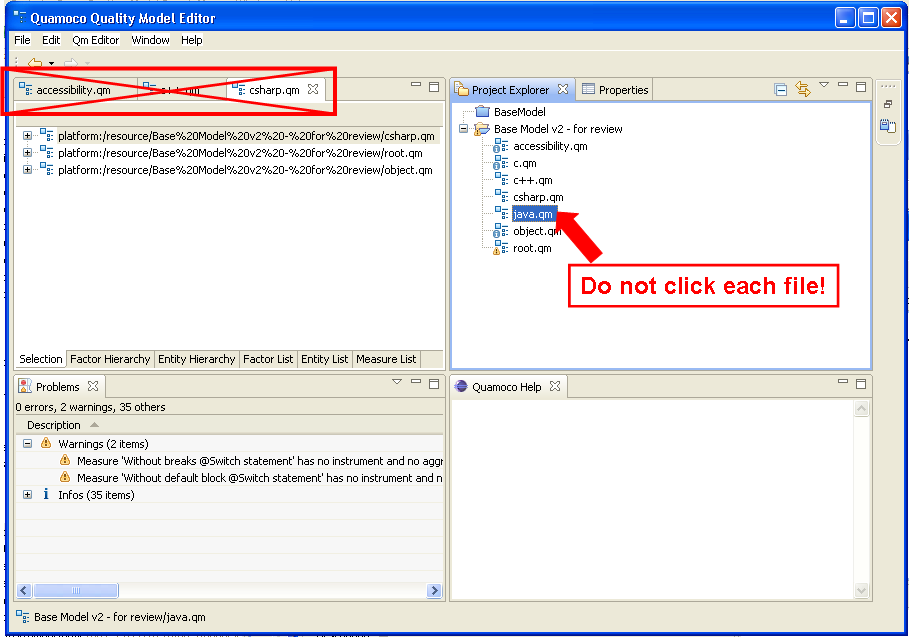 Quamoco Quality Model Editor
File Edit Qm Editor Window Help
accessibility.qm c++.qm csharp.qm
platform:/resource/Base%20Model%20v2%20-%20for%20review/csharp.qm
platform:/resource/Base%20Model%20v2%20-%20for%20review/root.qm
platform:/resource/Base%20Model%20v2%20-%20for%20review/object.qm
Selection Factor Hierarchy Entity Hierarchy Factor List Entity List Measure List
Project Explorer Properties
BaseModel
Base Model v2 - for review
accessibility.qm
c.qm
c++.qm
csharp.qm
java.qm
object.qm
root.qm
Do not click each file!
Problems
0 errors, 2 warnings, 35 others
Description
Warnings (2 items)
Measure 'Without breaks @Switch statement' has no instrument and no aggr
Measure 'Without default block @Switch statement' has no instrument and n
Infos (35 items)
Quamoco Help
Base Model v2 - for review/java.qm